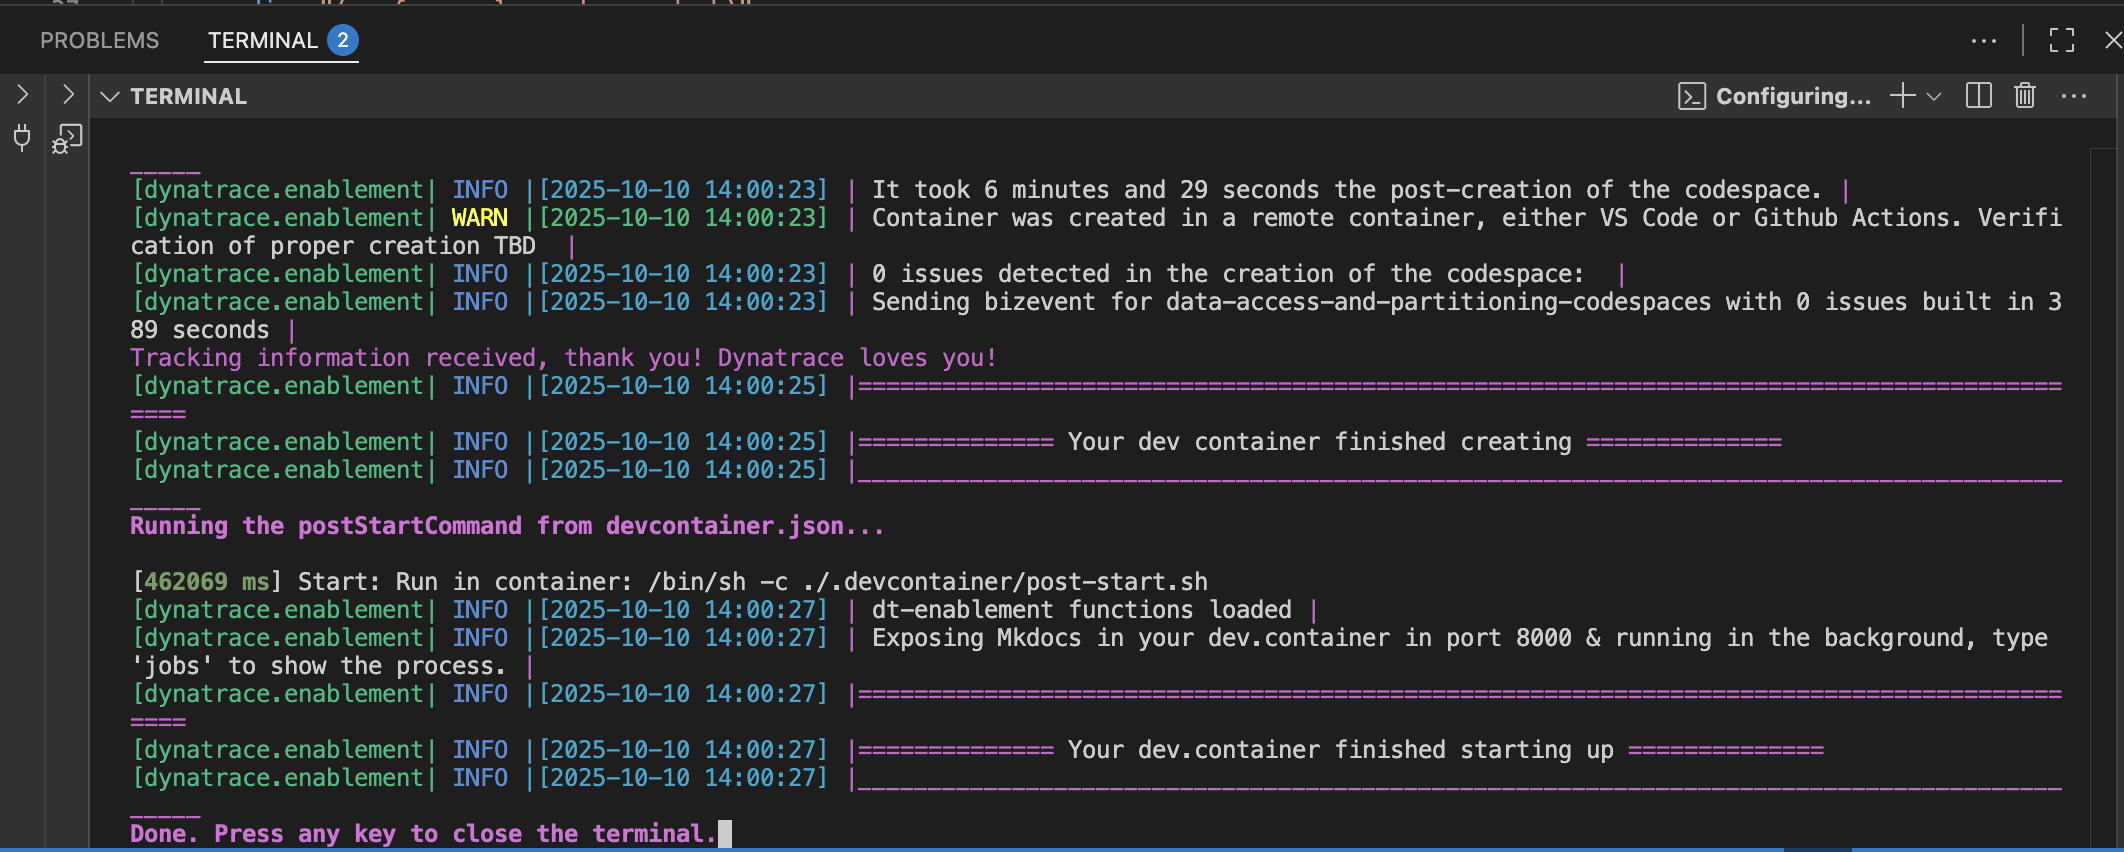 PROBLEMS TERMINAL 2
TERMINAL Configuring...
_____
[dynatrace.enablement| INFO |[2025-10-10 14:00:23] | It took 6 minutes and 29 seconds the post-creation of the codespace. |
[dynatrace.enablement| WARN |[2025-10-10 14:00:23] | Container was created in a remote container, either VS Code or Github Actions. Verifi
cation of proper creation TBD  |
[dynatrace.enablement| INFO |[2025-10-10 14:00:23] | 0 issues detected in the creation of the codespace:  |
[dynatrace.enablement| INFO |[2025-10-10 14:00:23] | Sending bizevent for data-access-and-partitioning-codespaces with 0 issues built in 3
89 seconds |
Tracking information received, thank you! Dynatrace loves you!
[dynatrace.enablement| INFO |[2025-10-10 14:00:25] |======================================================================================
====
[dynatrace.enablement| INFO |[2025-10-10 14:00:25] |============== Your dev container finished creating ==============
[dynatrace.enablement| INFO |[2025-10-10 14:00:25] |______________________________________________________________________________________
_____
Running the postStartCommand from devcontainer.json...
[462069 ms] Start: Run in container: /bin/sh -c ./.devcontainer/post-start.sh
[dynatrace.enablement| INFO |[2025-10-10 14:00:27] | dt-enablement functions loaded |
[dynatrace.enablement| INFO |[2025-10-10 14:00:27] | Exposing Mkdocs in your dev.container in port 8000 & running in the background, type
'jobs' to show the process. |
[dynatrace.enablement| INFO |[2025-10-10 14:00:27] |======================================================================================
====
[dynatrace.enablement| INFO |[2025-10-10 14:00:27] |============== Your dev.container finished starting up ==============
[dynatrace.enablement| INFO |[2025-10-10 14:00:27] |______________________________________________________________________________________
_____
Done. Press any key to close the terminal.